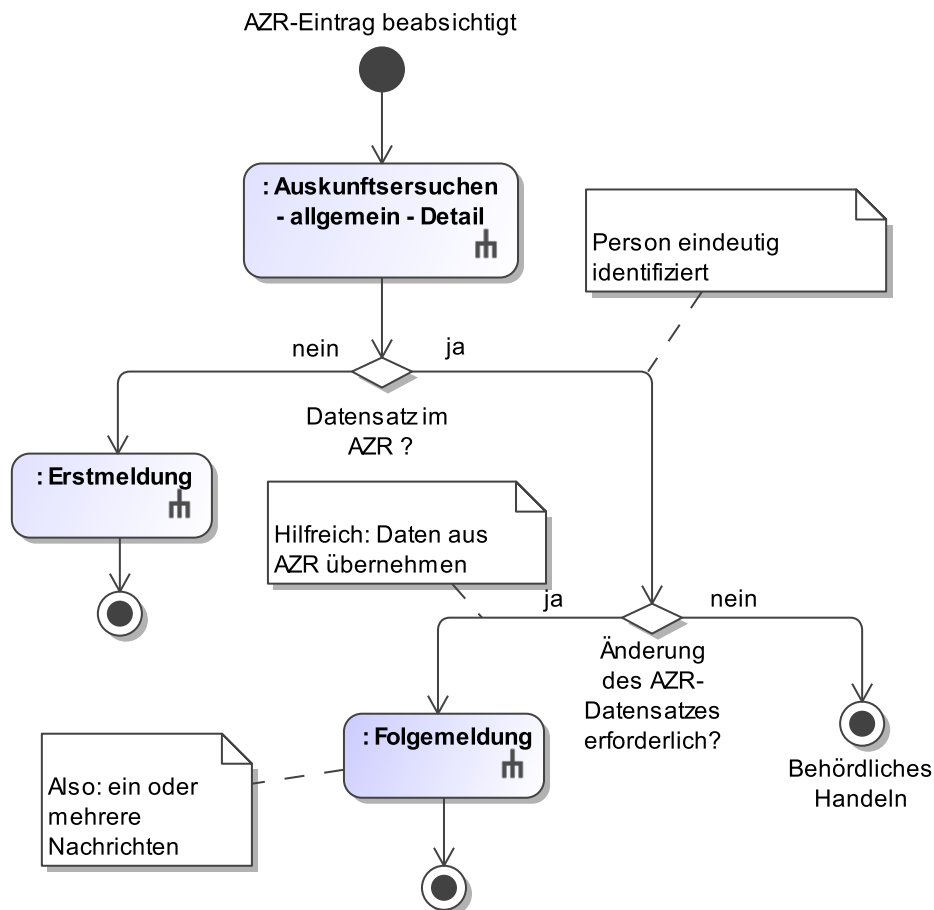 AZR-Eintrag beabsichtigt
: Auskunftsersuchen
- allgemein - Detail
Person eindeutig
identifiziert
nein
ja
Datensatz im
AZR ?
: Erstmeldung
Hilfreich: Daten aus
AZR übernehmen
ja
nein
Änderung
des AZR-
Datensatzes
erforderlich?
: Folgemeldung
Behördliches
Handeln
Also: ein oder
mehrere
Nachrichten